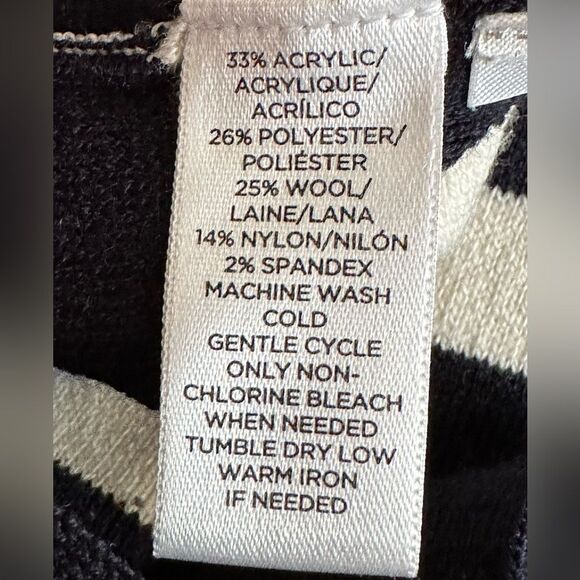 33% ACRYLIC/
ACRYLIQUE/
ACRÍLICO
26% POLYESTER/
POLIÉSTER
25% WOOL/
LAINE/LANA
14% NYLON/NILÓN
2% SPANDEX
MACHINE WASH
COLD
GENTLE CYCLE
ONLY NON-
CHLORINE BLEACH
WHEN NEEDED
TUMBLE DRY LOW
WARM IRON
IF NEEDED